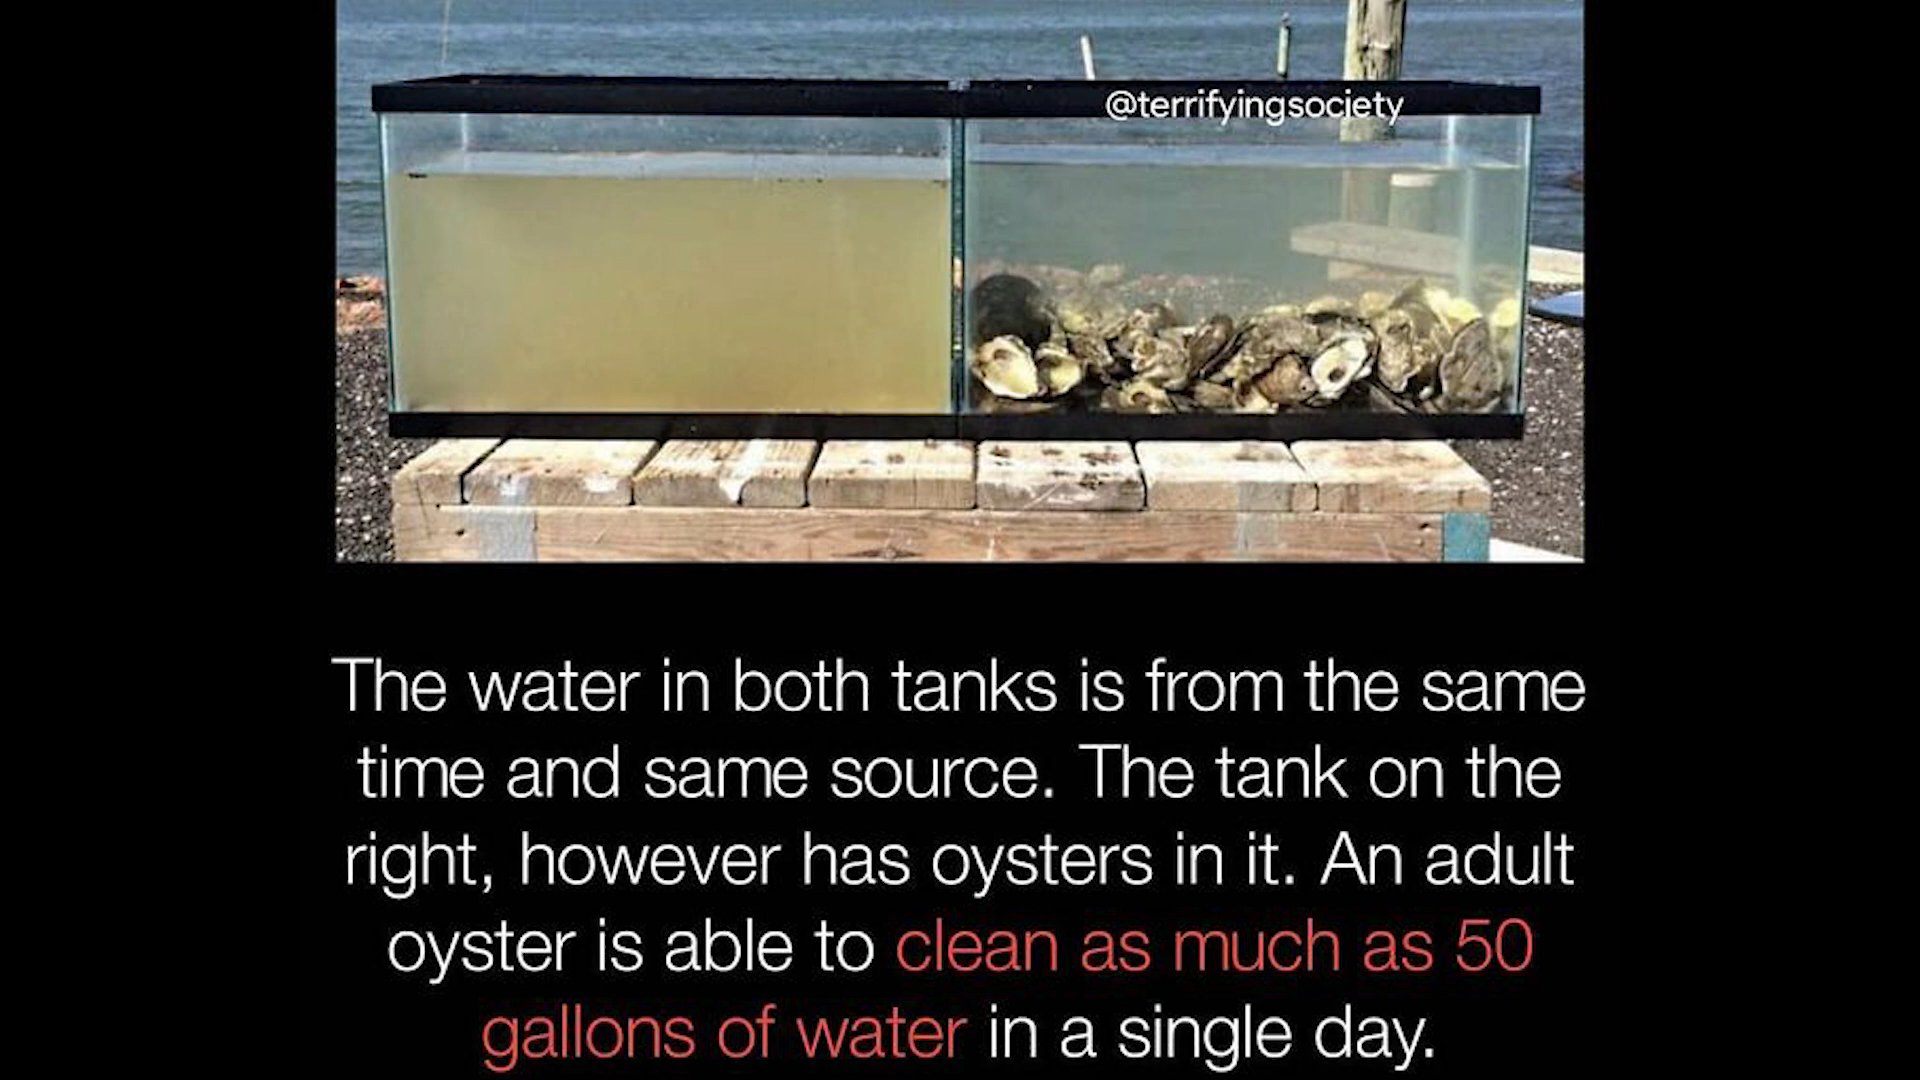 @terrifyingsociety
The water in both tanks is from the same
time and same source. The tank on the
right, however has oysters in it. An adult
oyster is able to clean as much as 50
gallons of water in a single day.